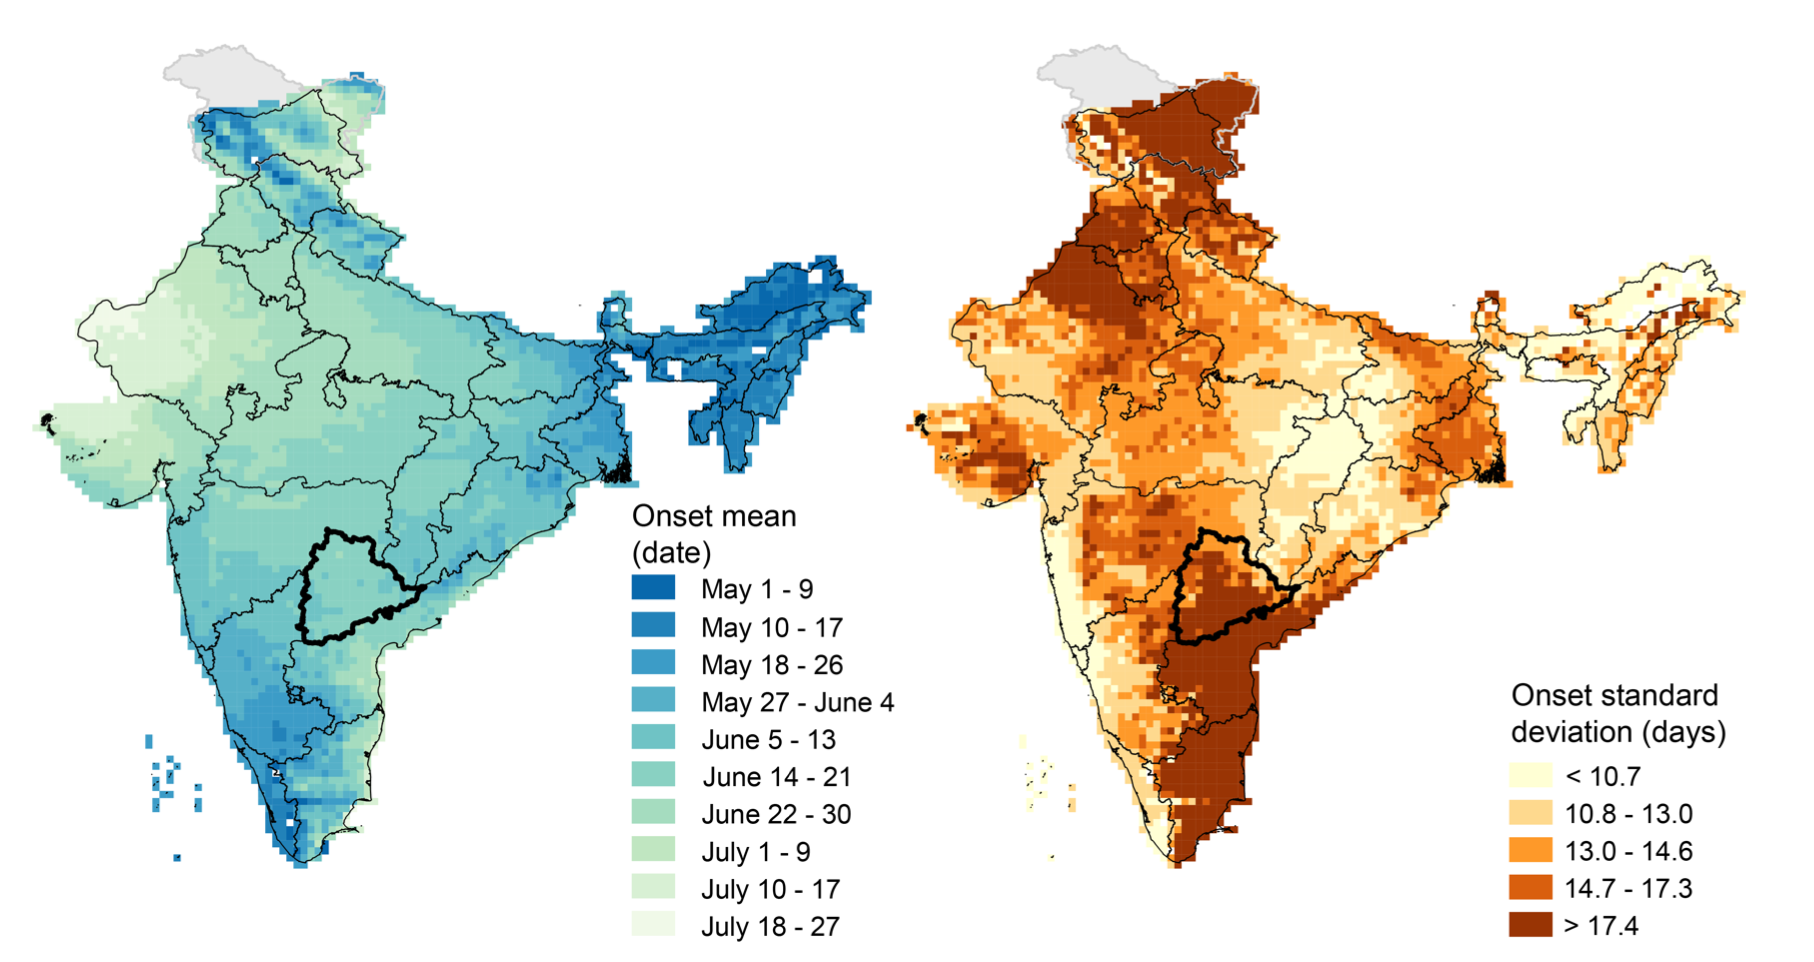 Onset mean
(date)
May 1 - 9
May 10 - 17
May 18 - 26
May 27 - June 4
June 5 - 13
June 14 - 21
June 22 - 30
July 1 - 9
July 10 - 17
July 18 - 27
Onset standard
deviation (days)
< 10.7
10.8 - 13.0
13.0 - 14.6
14.7 - 17.3
> 17.4